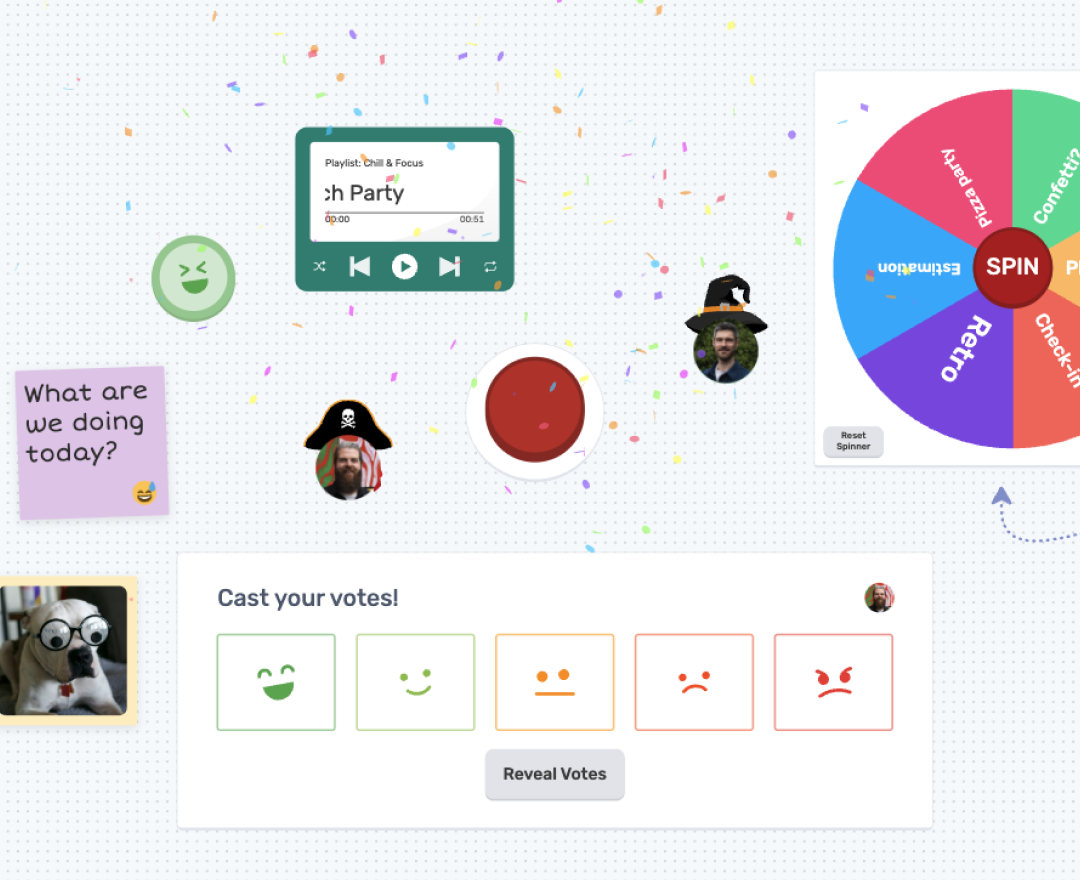 Playlist: Chill & Focus
ch Party
00:00
00:51
Pizza party
Confetti?
Estimation
SPIN
Retro
Check-in
Reset
Spinner
What are
we doing
today?
Cast your votes!
Reveal Votes